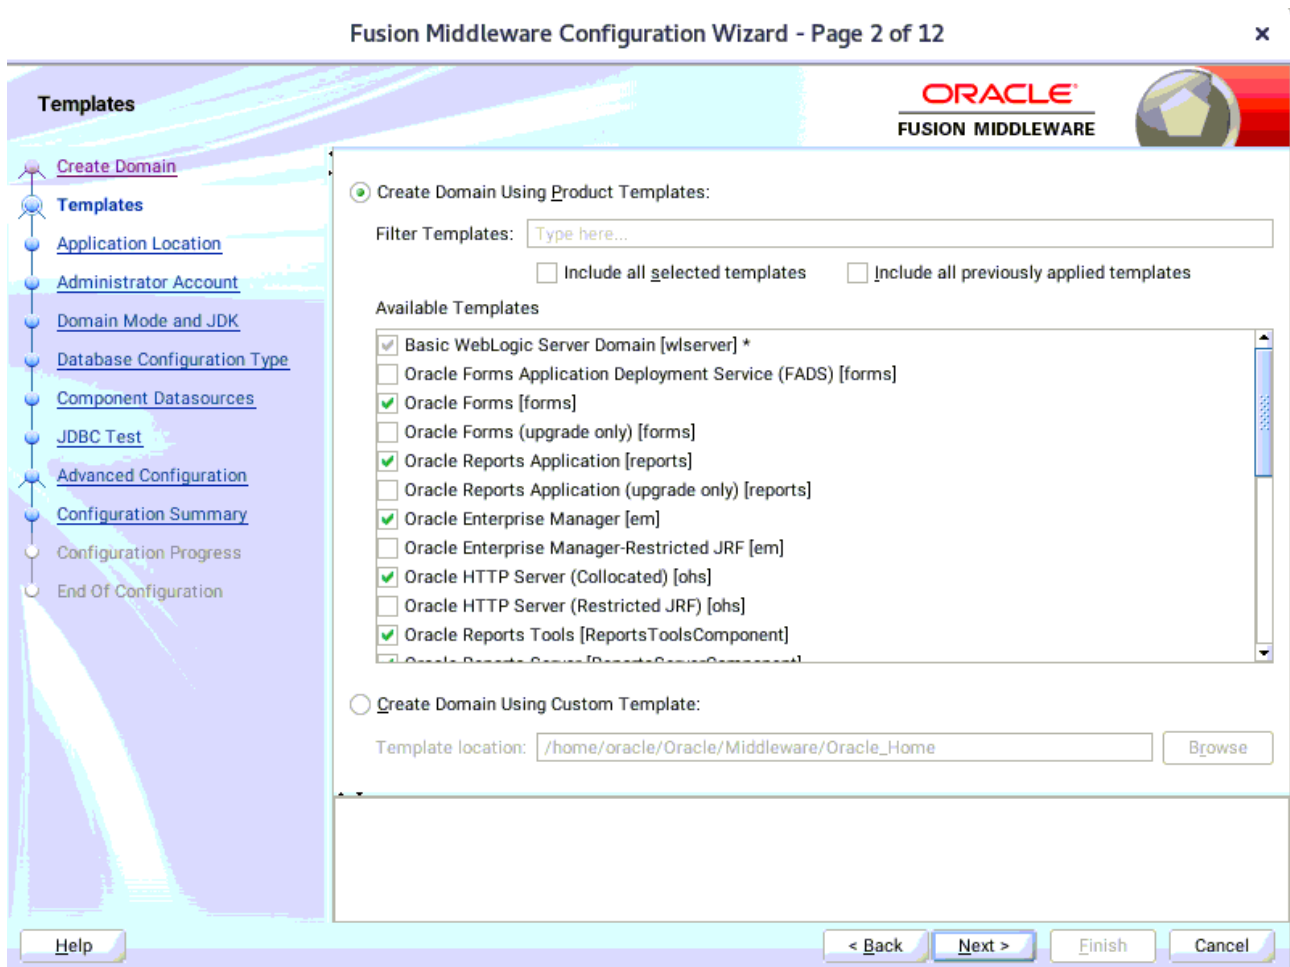 Fusion Middleware Configuration Wizard - Page 2 of 12
Templates
ORACLE
FUSION MIDDLEWARE
Create Domain
Templates
Application Location
Administrator Account
Domain Mode and JDK
Database Configuration Type
Component Datasources
JDBC Test
Advanced Configuration
Configuration Summary
Configuration Progress
End Of Configuration
Create Domain Using Product Templates:
Filter Templates: Type here...
Include all selected templates Include all previously applied templates
Available Templates
Basic WebLogic Server Domain [wlserver] *
Oracle Forms Application Deployment Service (FADS) [forms]
Oracle Forms [forms]
Oracle Forms (upgrade only) [forms]
Oracle Reports Application [reports]
Oracle Reports Application (upgrade only) [reports]
Oracle Enterprise Manager [em]
Oracle Enterprise Manager-Restricted JRF [em]
Oracle HTTP Server (Collocated) [ohs]
Oracle HTTP Server (Restricted JRF) [ohs]
Oracle Reports Tools [ReportsToolsComponent]
Oracle Reports Server [ReportsServerComponent]
Create Domain Using Custom Template:
Template location: /home/oracle/Oracle/Middleware/Oracle_Home Browse
Help < Back Next > Finish Cancel